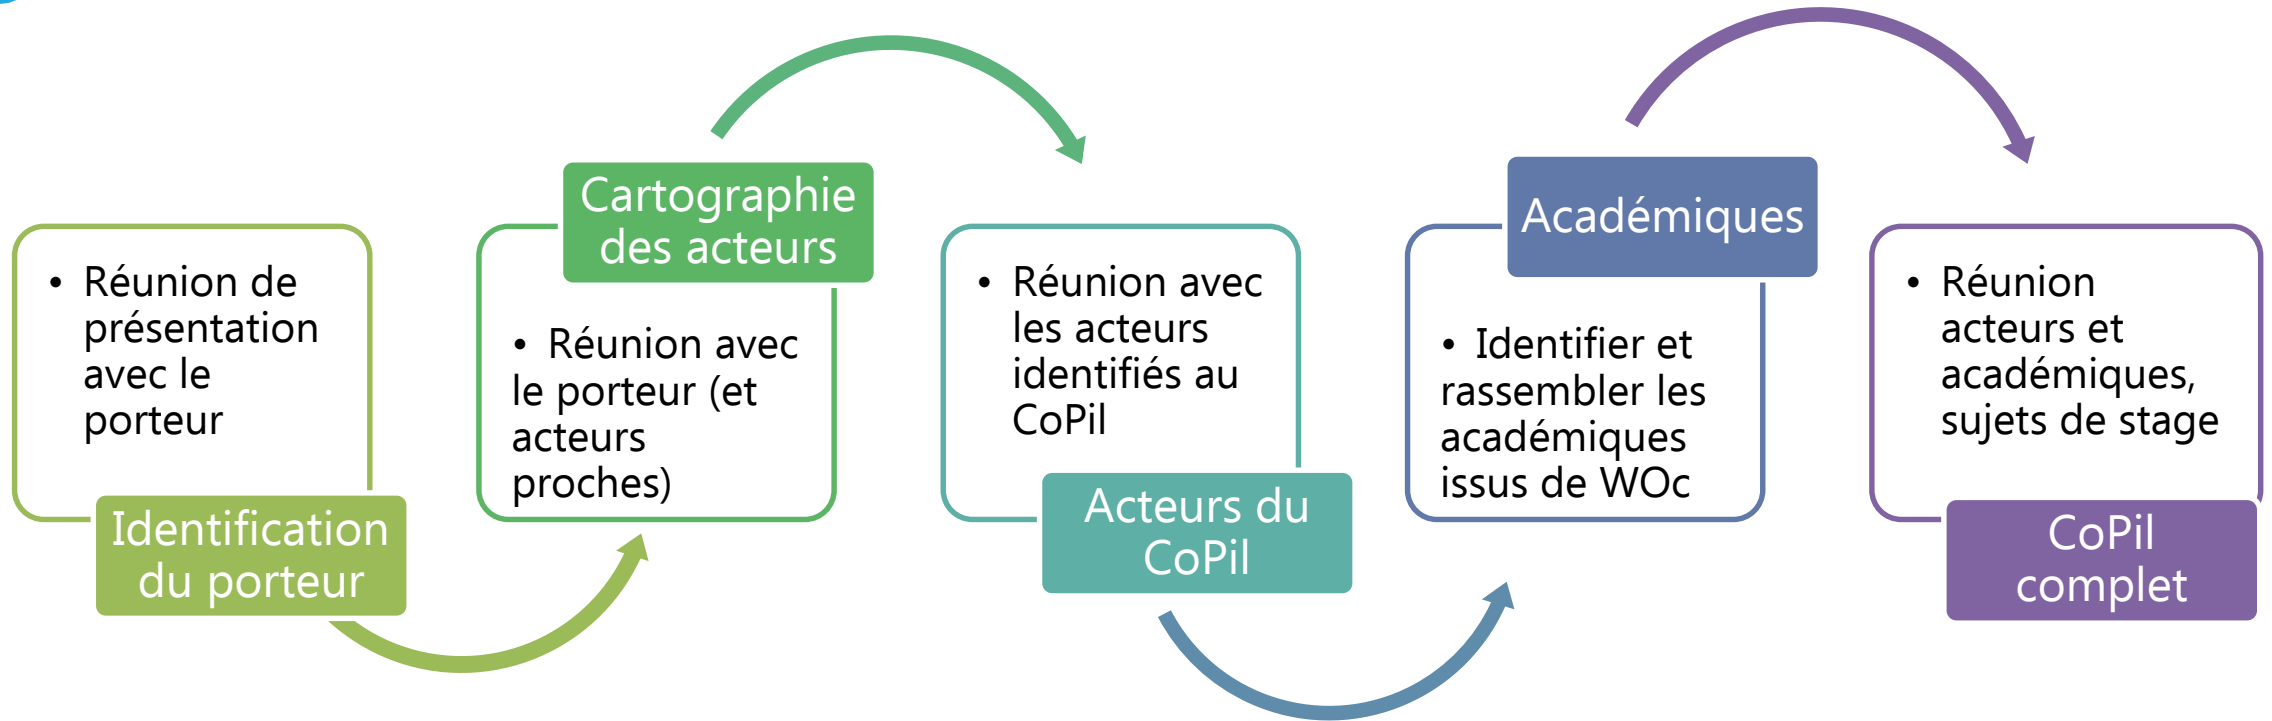 • Réunion de
présentation
avec le
porteur
Identification
du porteur
Cartographie
des acteurs
• Réunion avec
le porteur (et
acteurs
proches)
• Réunion avec
les acteurs
identifiés au
CoPil
Acteurs du
CoPil
Académiques
• Identifier et
rassembler les
académiques
issus de WOc
• Réunion
acteurs et
académiques,
sujets de stage
CoPil
complet